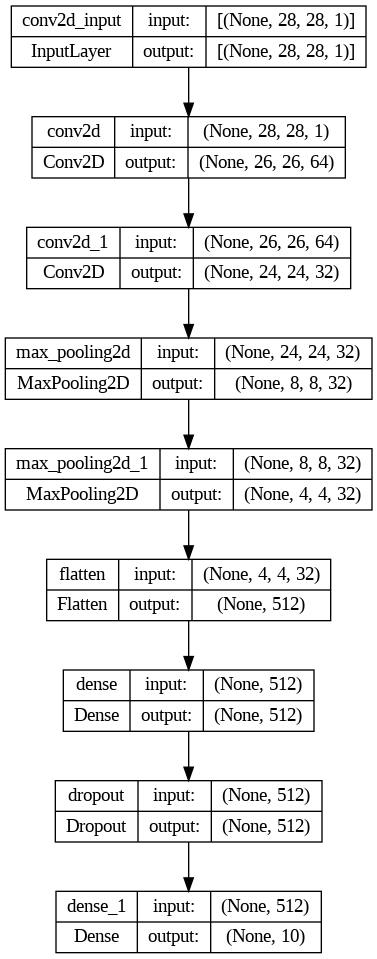 conv2d_input input: [(None, 28, 28, 1)]
InputLayer output: [(None, 28, 28, 1)]
conv2d input: (None, 28, 28, 1)
Conv2D output: (None, 26, 26, 64)
conv2d_1 input: (None, 26, 26, 64)
Conv2D output: (None, 24, 24, 32)
max_pooling2d input: (None, 24, 24, 32)
MaxPooling2D output: (None, 8, 8, 32)
max_pooling2d_1 input: (None, 8, 8, 32)
MaxPooling2D output: (None, 4, 4, 32)
flatten input: (None, 4, 4, 32)
Flatten output: (None, 512)
dense input: (None, 512)
Dense output: (None, 512)
dropout input: (None, 512)
Dropout output: (None, 512)
dense_1 input: (None, 512)
Dense output: (None, 10)